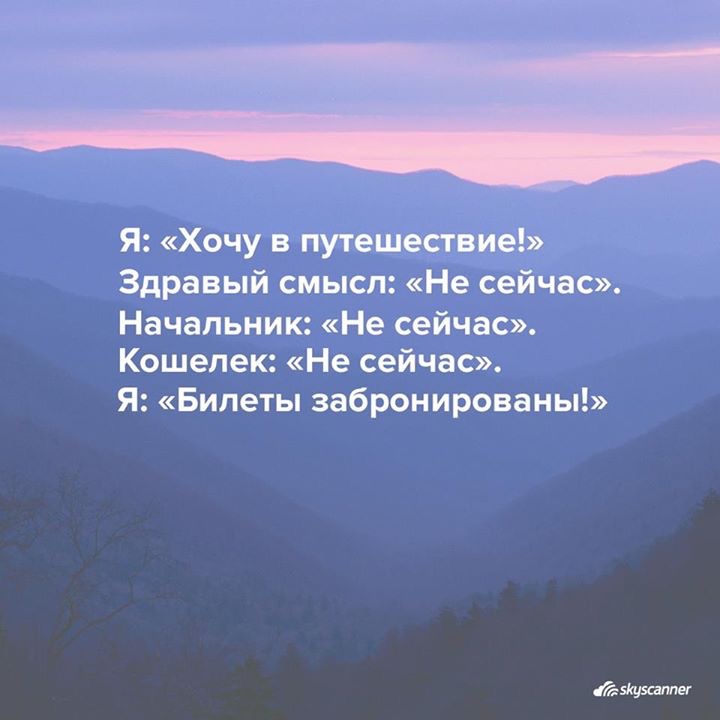 Я: «Хочу в путешествие!»
Здравый смысл: «Не сейчас».
Начальник: «Не сейчас».
Кошелек: «Не сейчас».
Я: «Билеты забронированы!»
skyscanner